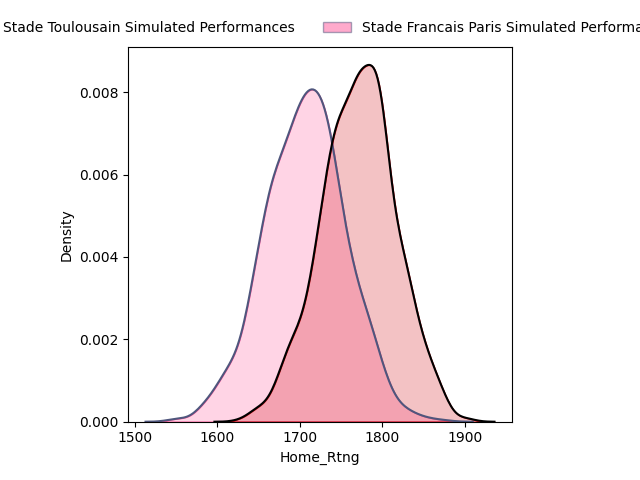 Stade Toulousain Simulated Performances Stade Francais Paris Simulated Performa
0.008
0.006
0.004
0.002
0.000
Density
1500 1600 1700 1800 1900
Home_Rtng